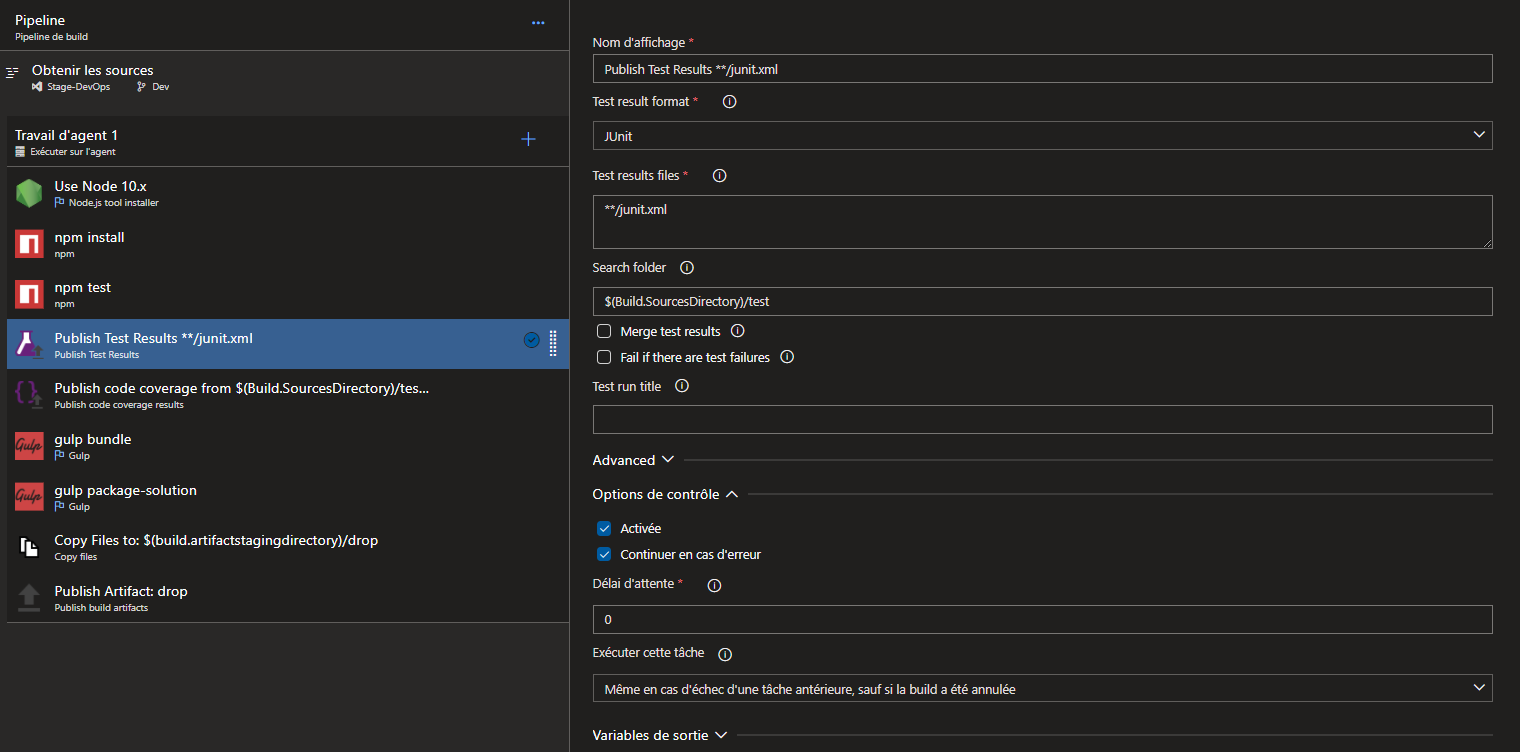 Pipeline
Pipeline de build
Obtenir les sources
Stage-DevOps Dev
Travail d'agent 1
Exécuter sur l'agent
Use Node 10.x
Node.js tool installer
npm install
npm
npm test
npm
Publish Test Results **/junit.xml
Publish Test Results
Publish code coverage from $(Build.SourcesDirectory)/tes...
Publish code coverage results
Gulp
gulp bundle
Gulp
Gulp
gulp package-solution
Gulp
Copy Files to: $(build.artifactstagingdirectory)/drop
Copy files
Publish Artifact: drop
Publish build artifacts
Nom d'affichage *
Publish Test Results **/junit.xml
Test result format *
JUnit
Test results files *
**/junit.xml
Search folder
$(Build.SourcesDirectory)/test
Merge test results
Fail if there are test failures
Test run title
Advanced
Options de contrôle
Activée
Continuer en cas d'erreur
Délai d'attente *
0
Exécuter cette tâche
Même en cas d'échec d'une tâche antérieure, sauf si la build a été annulée
Variables de sortie